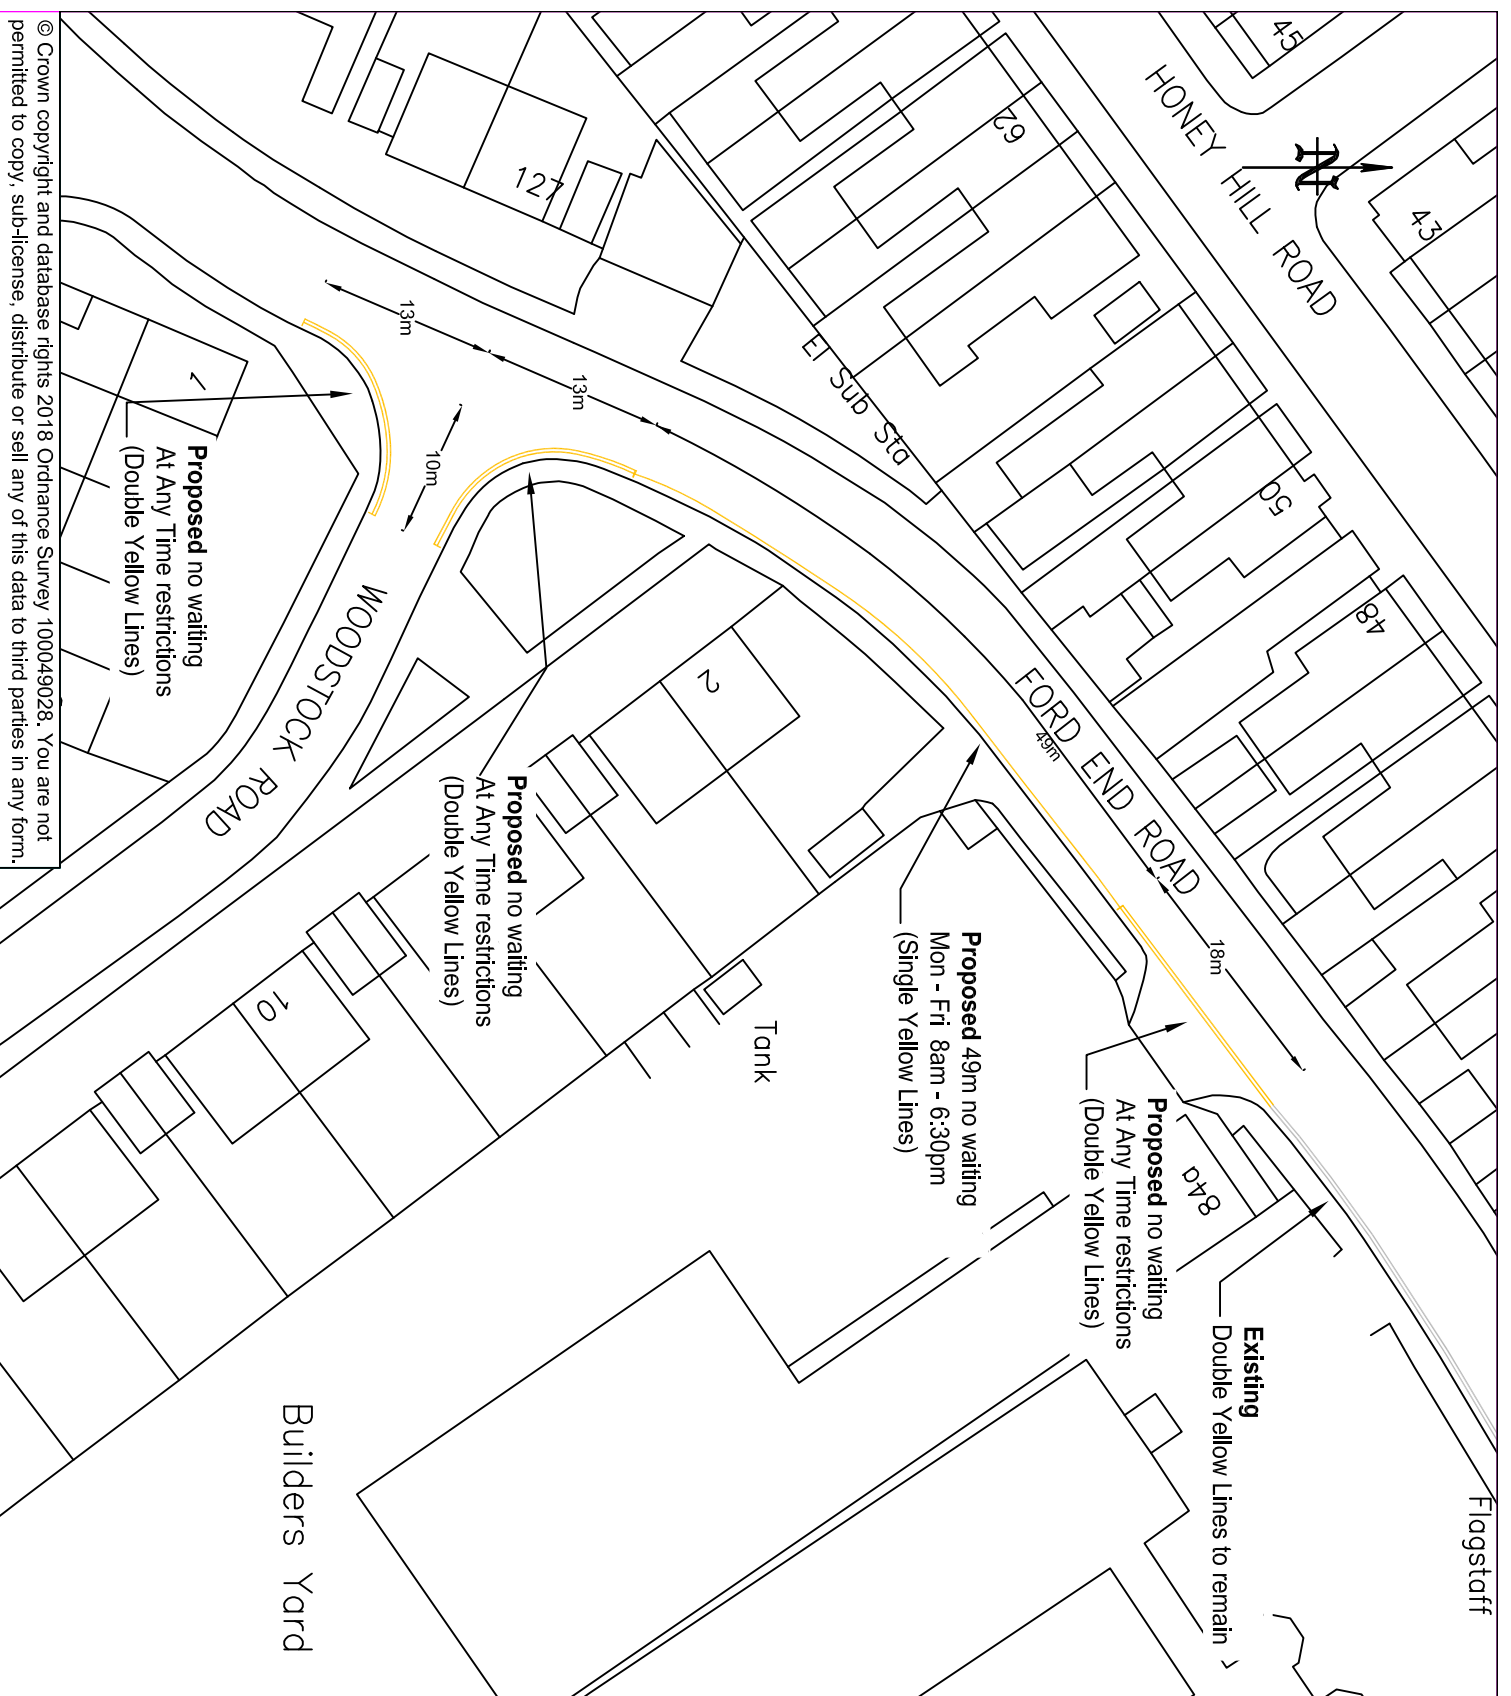 45
HONEY HILL ROAD
N
43
62
127
El Sub Sta
50
48
13m
13m
10m
1
Proposed no waiting
At Any Time restrictions
(Double Yellow Lines)
WOODSTOCK ROAD
FORD END ROAD
49m
18m
2
Proposed no waiting
At Any Time restrictions
(Double Yellow Lines)
10
Tank
Proposed 49m no waiting
Mon - Fri 8am - 6:30pm
(Single Yellow Lines)
Proposed no waiting
At Any Time restrictions
(Double Yellow Lines)
84a
Existing
Double Yellow Lines to remain
Flagstaff
Builders Yard
© Crown copyright and database rights 2018 Ordnance Survey 100049028. You are not
permitted to copy, sub-license, distribute or sell any of this data to third parties in any form.